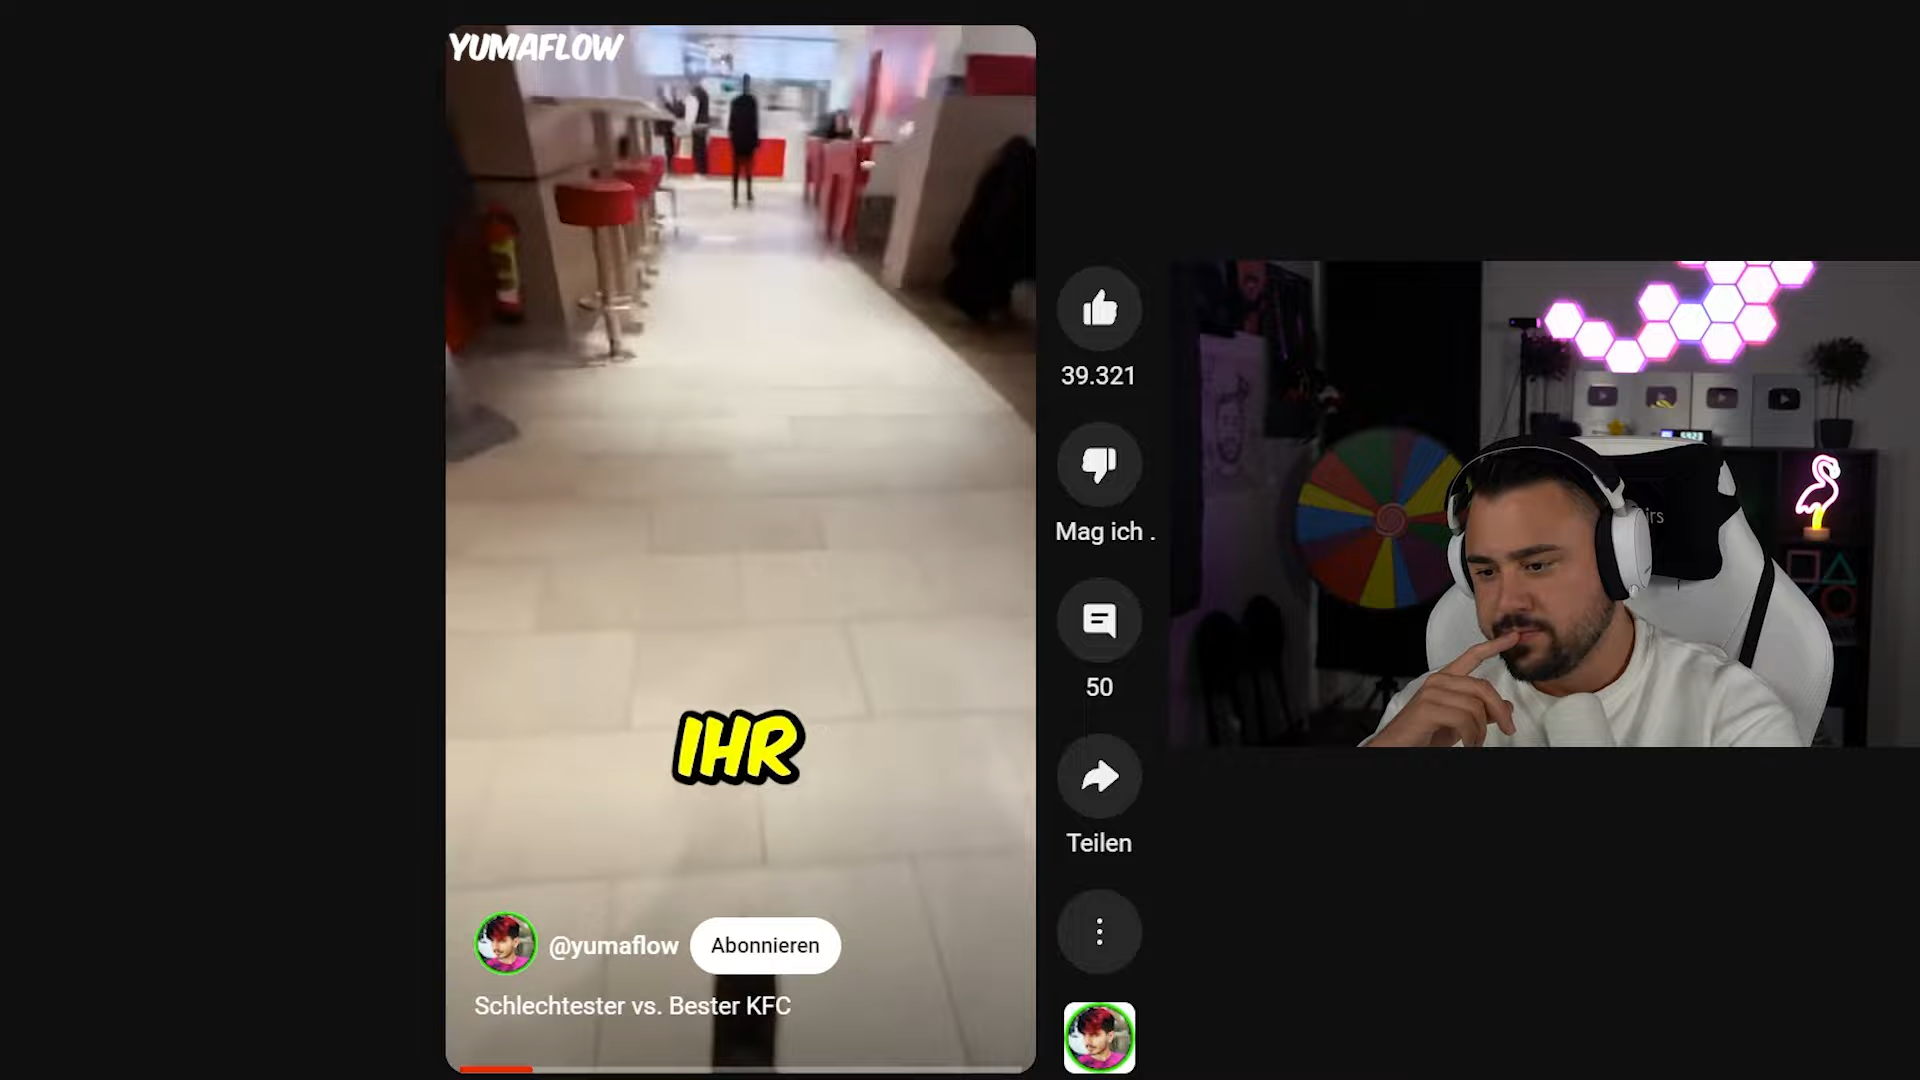 YUMAFLOW
39.321
Mag ich .
50
IHR
Teilen
@yumaflow
Abonnieren
Schlechtester vs. Bester KFC